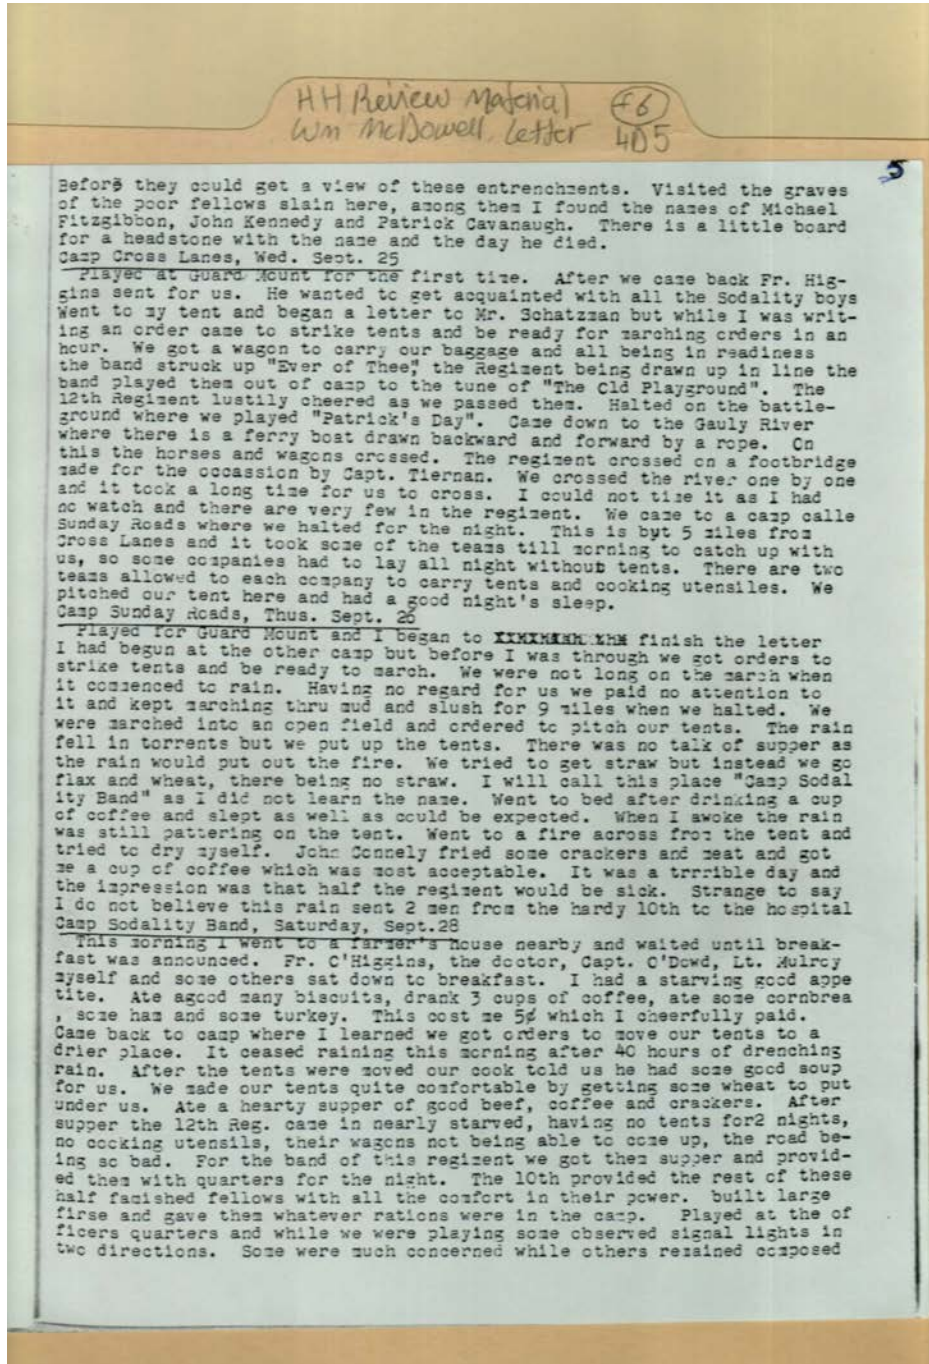 HH Review Material f6
Wm McDowell Letter 4D5
5
Before they could get a view of these entrenchments. Visited the graves
of the poor fellows slain here, among them I found the names of Michael
Fitzgibbon, John Kennedy and Patrick Cavanaugh. There is a little board
for a headstone with the name and the day he died.
Camp Cross Lanes, Wed. Sept. 25
Played at Guard Mount for the first time. After we came back Fr. Hig-
gins sent for us. He wanted to get acquainted with all the Sodality boys
Went to my tent and began a letter to Mr. Schatzman but while I was writ-
ing an order came to strike tents and be ready for marching orders in an
hour. We got a wagon to carry our baggage and all being in readiness
the band struck up "Ever of Thee", the Regiment being drawn up in line the
band played them out of camp to the tune of "The Old Playground". The
12th Regiment lustily cheered as we passed them. Halted on the battle-
ground where we played "Patrick's Day". Came down to the Gauly River
where there is a ferry boat drawn backward and forward by a rope. On
this the horses and wagons crossed. The regiment crossed on a footbridge
made for the occassion by Capt. Tiernan. We crossed the river one by one
and it took a long time for us to cross. I could not time it as I had
no watch and there are very few in the regiment. We came to a camp calle
Sunday Roads where we halted for the night. This is byt 5 miles from
Cross Lanes and it took some of the teams till morning to catch up with
us, so some companies had to lay all night without tents. There are two
teams allowed to each company to carry tents and cooking utensiles. We
pitched our tent here and had a good night's sleep.
Camp Sunday Roads, Thus. Sept. 26
Played for Guard Mount and I began to finish the letter
I had begun at the other camp but before I was through we got orders to
strike tents and be ready to march. We were not long on the march when
it commenced to rain. Having no regard for us we paid no attention to
it and kept marching thru mud and slush for 9 miles when we halted. We
were marched into an open field and ordered to pitch our tents. The rain
fell in torrents but we put up the tents. There was no talk of supper as
the rain would put out the fire. We tried to get straw but instead we go
flax and wheat, there being no straw. I will call this place "Camp Sodal
ity Band" as I did not learn the name. Went to bed after drinking a cup
of coffee and slept as well as could be expected. When I awoke the rain
was still pattering on the tent. Went to a fire across from the tent and
tried to dry myself. John Connely fried some crackers and meat and got
me a cup of coffee which was most acceptable. It was a trrrible day and
the impression was that half the regiment would be sick. Strange to say
I do not believe this rain sent 2 men from the hardy 10th to the hospital
Camp Sodality Band, Saturday, Sept.28
This morning I went to a farmer's house nearby and waited until break-
fast was announced. Fr. O'Higgins, the doctor, Capt. O'Dowd, Lt. Mulroy
myself and some others sat down to breakfast. I had a starving good appe
tite. Ate agood many biscuits, drank 3 cups of coffee, ate some cornbrea
, some ham and some turkey. This cost me 5¢ which I cheerfully paid.
Came back to camp where I learned we got orders to move our tents to a
drier place. It ceased raining this morning after 40 hours of drenching
rain. After the tents were moved our cook told us he had some good soup
for us. We made our tents quite comfortable by getting some wheat to put
under us. Ate a hearty supper of good beef, coffee and crackers. After
supper the 12th Reg. came in nearly starved, having no tents for2 nights,
no cooking utensils, their wagons not being able to come up, the road be-
ing so bad. For the band of this regiment we got them supper and provid-
ed them with quarters for the night. The 10th provided the rest of these
half famished fellows with all the comfort in their power. built large
firse and gave them whatever rations were in the camp. Played at the of
ficers quarters and while we were playing some observed signal lights in
two directions. Some were much concerned while others remained composed